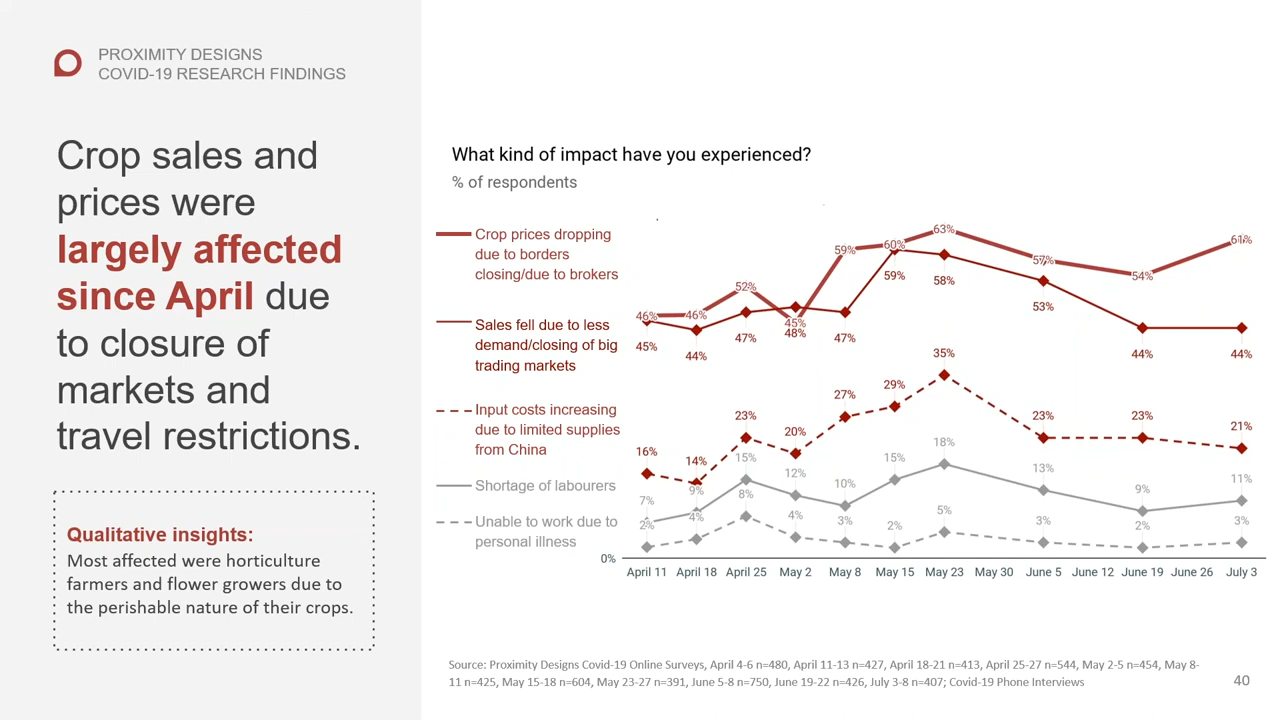 PROXIMITY DESIGNS
COVID-19 RESEARCH FINDINGS
Crop sales and
prices were
largely affected
since April due
to closure of
markets and
travel restrictions.
Qualitative insights:
Most affected were horticulture
farmers and flower growers due to
the perishable nature of their crops.
What kind of impact have you experienced?
% of respondents
Crop prices dropping
due to borders
closing/due to brokers
Sales fell due to less
demand/closing of big
trading markets
Input costs increasing
due to limited supplies
from China
Shortage of labourers
Unable to work due to
personal illness
46% 46% 52% 45% 59% 60% 63% 57% 54% 61%
45% 44% 47% 48% 47% 59% 58% 53% 44% 44%
16% 14% 23% 20% 27% 29% 35% 23% 23% 21%
7% 9% 15% 12% 10% 15% 18% 13% 9% 11%
2% 4% 8% 4% 3% 2% 5% 3% 2% 3%
0%
April 11 April 18 April 25 May 2 May 8 May 15 May 23 May 30 June 5 June 12 June 19 June 26 July 3
Source: Proximity Designs Covid-19 Online Surveys, April 4-6 n=480, April 11-13 n=427, April 18-21 n=413, April 25-27 n=544, May 2-5 n=454, May 8-
11 n=425, May 15-18 n=604, May 23-27 n=391, June 5-8 n=750, June 19-22 n=426, July 3-8 n=407; Covid-19 Phone Interviews
40